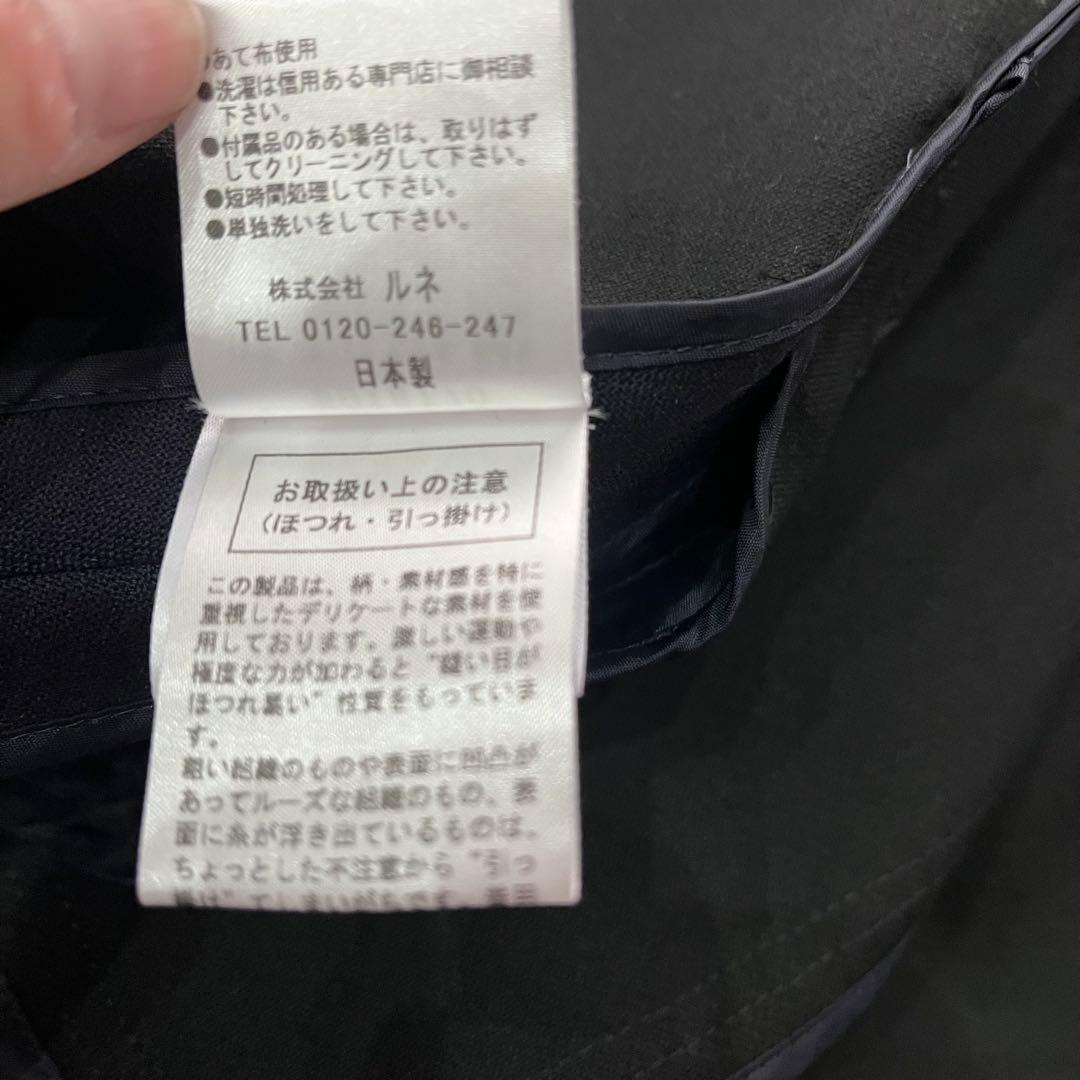 あて布使用
●洗濯は信用ある専門店に御相談
下さい。
●付属品のある場合は、取りはず
してクリーニングして下さい。
●短時間処理して下さい。
●単独洗いをして下さい。
株式会社 ルネ
TEL 0120-246-247
日本製
お取扱い上の注意
(ほつれ・引っ掛け)
この製品は、柄・素材感を特に
重視したデリケートな素材を使
用しております。激しい運動や
極度な力が加わると“縫い目が
ほつれ易い”性質をもっていま
す。
粗い組織のものや表面に凹凸が
あってルーズな組織のもの、表
面に糸が浮き出ているものは、
ちょっとした不注意から“引っ